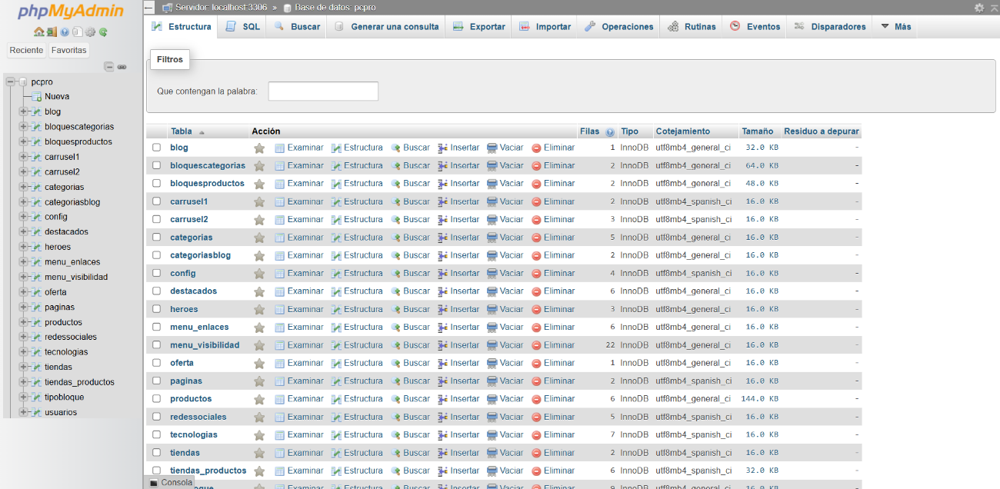 phpMyAdmin
Reciente Favoritas
pcpro
Nueva
blog
bloquescategorias
bloquesproductos
carrusel1
carrusel2
categorias
categoriasblog
config
destacados
heroes
menu_enlaces
menu_visibilidad
oferta
paginas
productos
redessociales
tecnologias
tiendas
tiendas_productos
tipobloque
usuarios
Servidor: localhost:3306 » Base de datos: pcpro
Estructura SQL Buscar Generar una consulta Exportar Importar Operaciones Rutinas Eventos Disparadores Más
Filtros
Que contengan la palabra:
Tabla Acción Filas Tipo Cotejamiento Tamaño Residuo a depurar
blog Examinar Estructura Buscar Insertar Vaciar Eliminar 1 InnoDB utf8mb4_general_ci 32.0 KB -
bloquescategorias Examinar Estructura Buscar Insertar Vaciar Eliminar 2 InnoDB utf8mb4_general_ci 64.0 KB -
bloquesproductos Examinar Estructura Buscar Insertar Vaciar Eliminar 2 InnoDB utf8mb4_general_ci 48.0 KB -
carrusel1 Examinar Estructura Buscar Insertar Vaciar Eliminar 2 InnoDB utf8mb4_spanish_ci 16.0 KB -
carrusel2 Examinar Estructura Buscar Insertar Vaciar Eliminar 3 InnoDB utf8mb4_spanish_ci 16.0 KB -
categorias Examinar Estructura Buscar Insertar Vaciar Eliminar 5 InnoDB utf8mb4_general_ci 16.0 KB -
categoriasblog Examinar Estructura Buscar Insertar Vaciar Eliminar 2 InnoDB utf8mb4_general_ci 16.0 KB -
config Examinar Estructura Buscar Insertar Vaciar Eliminar 4 InnoDB utf8mb4_spanish_ci 16.0 KB -
destacados Examinar Estructura Buscar Insertar Vaciar Eliminar 6 InnoDB utf8mb4_general_ci 16.0 KB -
heroes Examinar Estructura Buscar Insertar Vaciar Eliminar 3 InnoDB utf8mb4_general_ci 16.0 KB -
menu_enlaces Examinar Estructura Buscar Insertar Vaciar Eliminar 6 InnoDB utf8mb4_general_ci 16.0 KB -
menu_visibilidad Examinar Estructura Buscar Insertar Vaciar Eliminar 22 InnoDB utf8mb4_general_ci 16.0 KB -
oferta Examinar Estructura Buscar Insertar Vaciar Eliminar 1 InnoDB utf8mb4_general_ci 16.0 KB -
paginas Examinar Estructura Buscar Insertar Vaciar Eliminar 2 InnoDB utf8mb4_spanish_ci 16.0 KB -
productos Examinar Estructura Buscar Insertar Vaciar Eliminar 6 InnoDB utf8mb4_general_ci 144.0 KB -
redessociales Examinar Estructura Buscar Insertar Vaciar Eliminar 5 InnoDB utf8mb4_spanish_ci 16.0 KB -
tecnologias Examinar Estructura Buscar Insertar Vaciar Eliminar 7 InnoDB utf8mb4_spanish_ci 16.0 KB -
tiendas Examinar Estructura Buscar Insertar Vaciar Eliminar 2 InnoDB utf8mb4_spanish_ci 16.0 KB -
tiendas_productos Examinar Estructura Buscar Insertar Vaciar Eliminar 6 InnoDB utf8mb4_spanish_ci 32.0 KB -
Consola